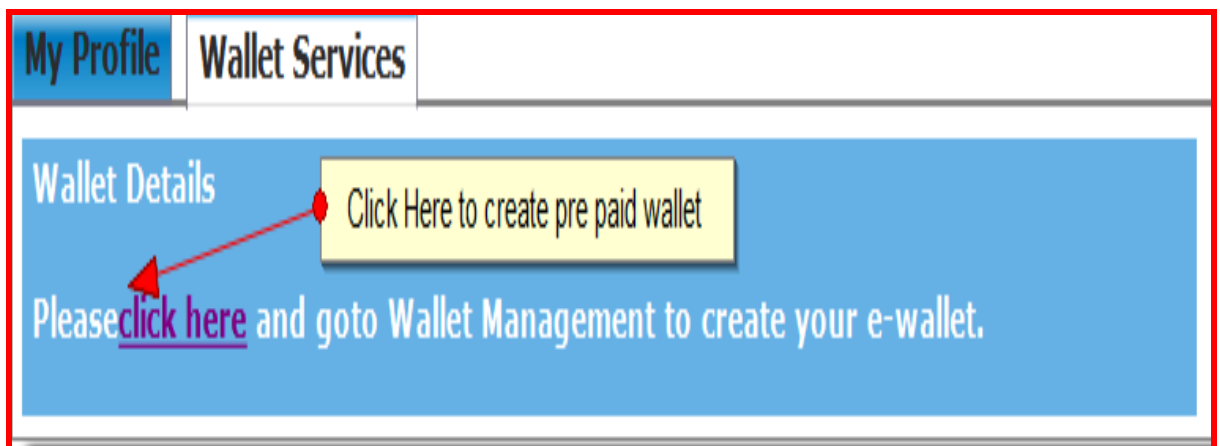 My Profile Wallet Services
Wallet Details
Click Here to create pre paid wallet
Pleaseclick here and goto Wallet Management to create your e-wallet.